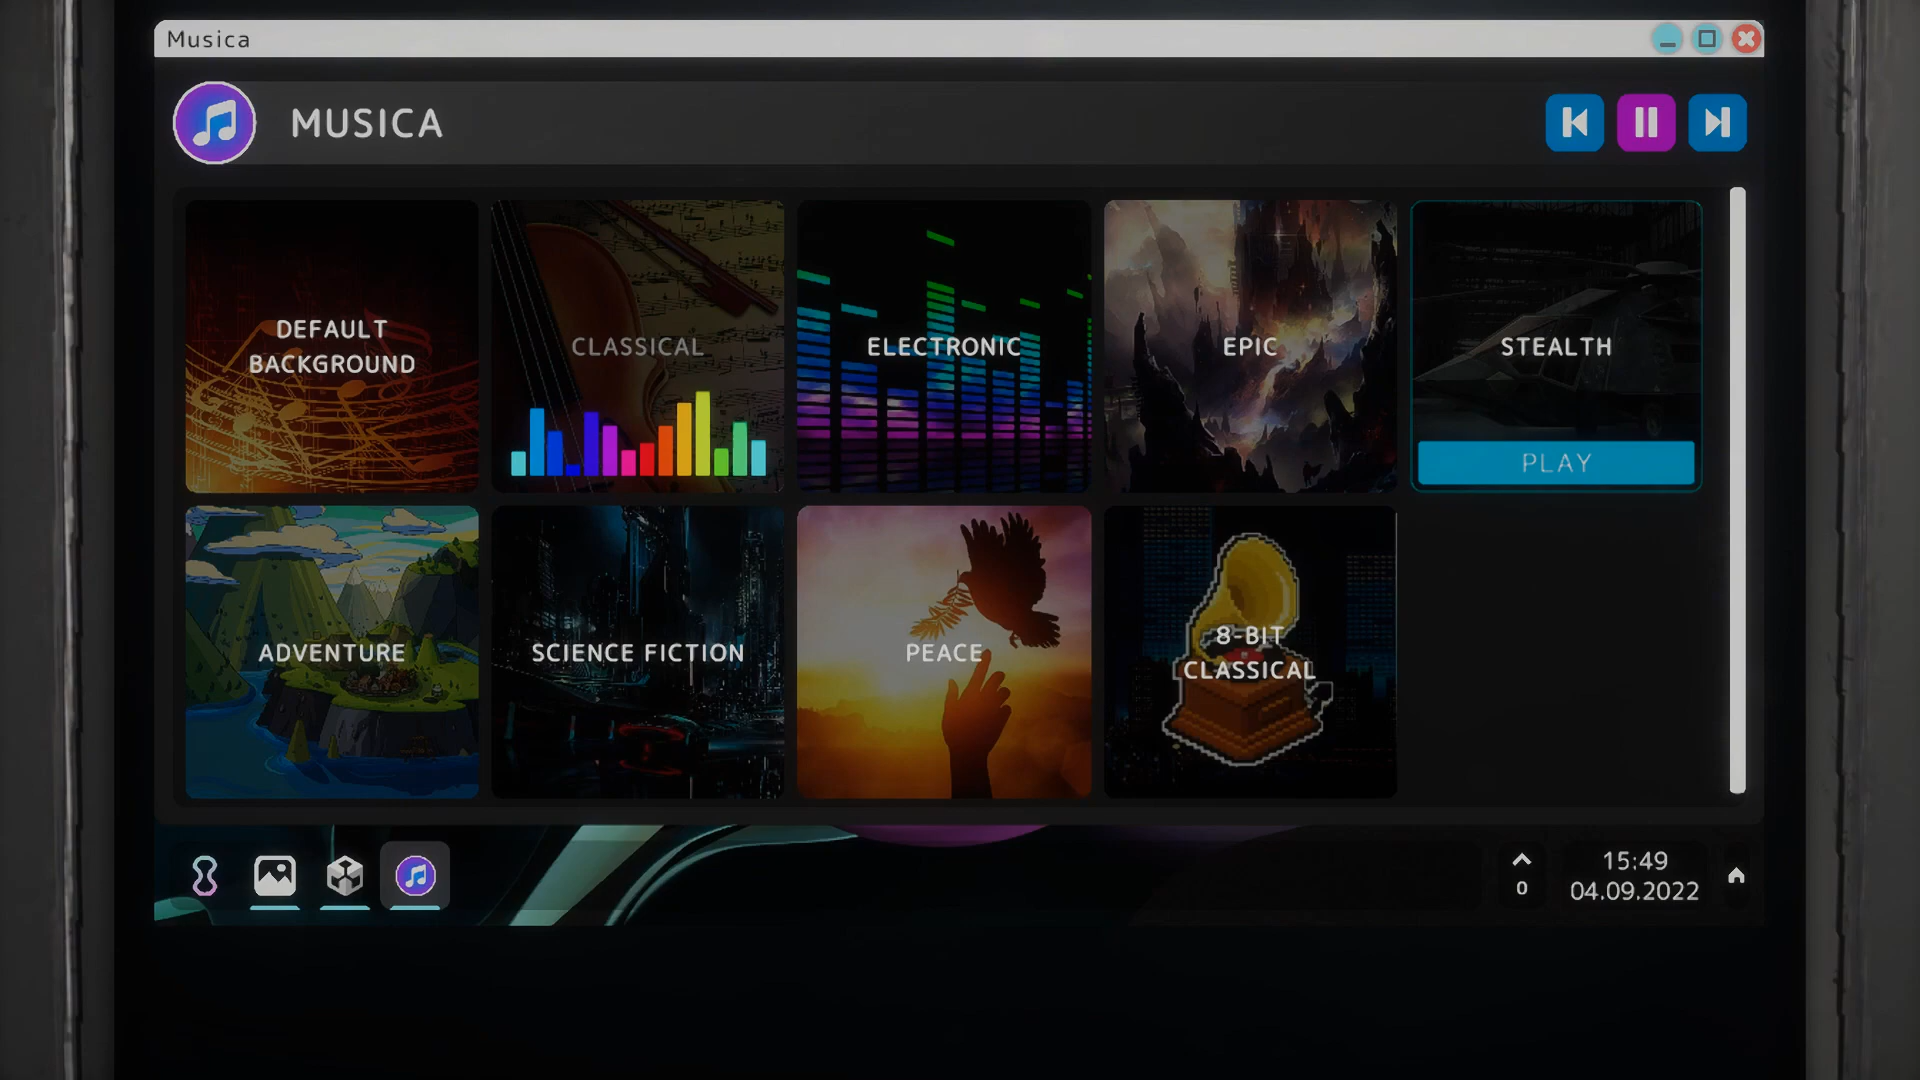 Musica
MUSICA
DEFAULT
BACKGROUND
CLASSICAL
ELECTRONIC
EPIC
STEALTH
PLAY
ADVENTURE
SCIENCE FICTION
PEACE
8-BIT
CLASSICAL
0
15:49
04.09.2022